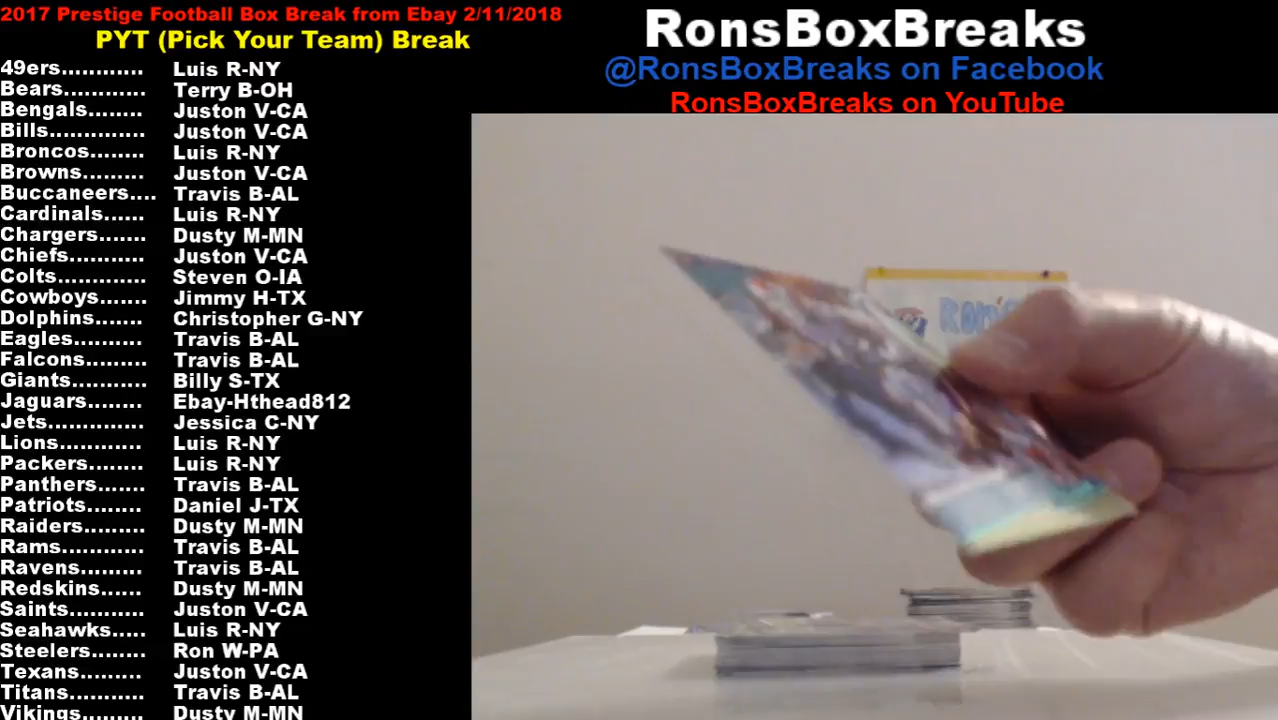 2017 Prestige Football Box Break from Ebay 2/11/2018
PYT (Pick Your Team) Break
49ers............ Luis R-NY
Bears............ Terry B-OH
Bengals........ Juston V-CA
Bills.............. Juston V-CA
Broncos........ Luis R-NY
Browns......... Juston V-CA
Buccaneers.... Travis B-AL
Cardinals...... Luis R-NY
Chargers....... Dusty M-MN
Chiefs........... Juston V-CA
Colts............. Steven O-IA
Cowboys....... Jimmy H-TX
Dolphins....... Christopher G-NY
Eagles.......... Travis B-AL
Falcons......... Travis B-AL
Giants........... Billy S-TX
Jaguars........ Ebay-Hthead812
Jets.............. Jessica C-NY
Lions............ Luis R-NY
Packers........ Luis R-NY
Panthers....... Travis B-AL
Patriots......... Daniel J-TX
Raiders......... Dusty M-MN
Rams............ Travis B-AL
Ravens.......... Travis B-AL
Redskins...... Dusty M-MN
Saints........... Juston V-CA
Seahawks..... Luis R-NY
Steelers........ Ron W-PA
Texans......... Juston V-CA
Titans........... Travis B-AL
Vikings......... Dusty M-MN
RonsBoxBreaks
@RonsBoxBreaks on Facebook
RonsBoxBreaks on YouTube
Ron's